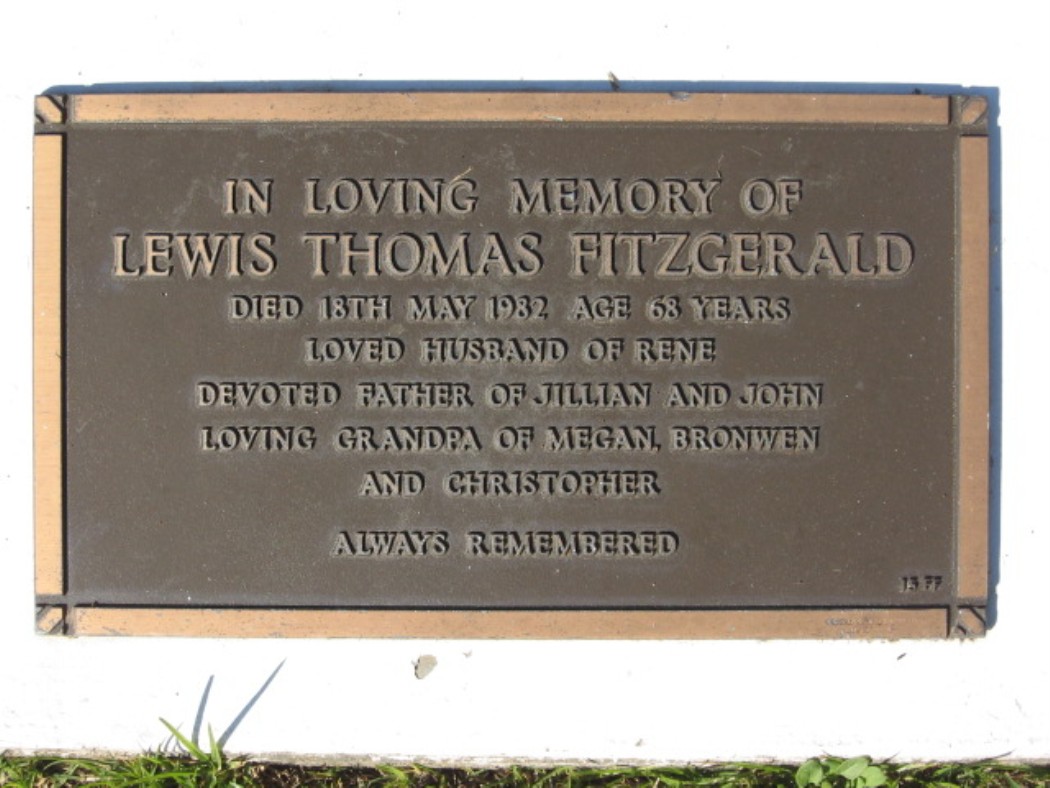 IN LOVING MEMORY OF
LEWIS THOMAS FITZGERALD
DIED 18TH MAY 1982 AGE 68 YEARS
LOVED HUSBAND OF RENE
DEVOTED FATHER OF JILLIAN AND JOHN
LOVING GRANDPA OF MEGAN, BRONWEN
AND CHRISTOPHER
ALWAYS REMEMBERED